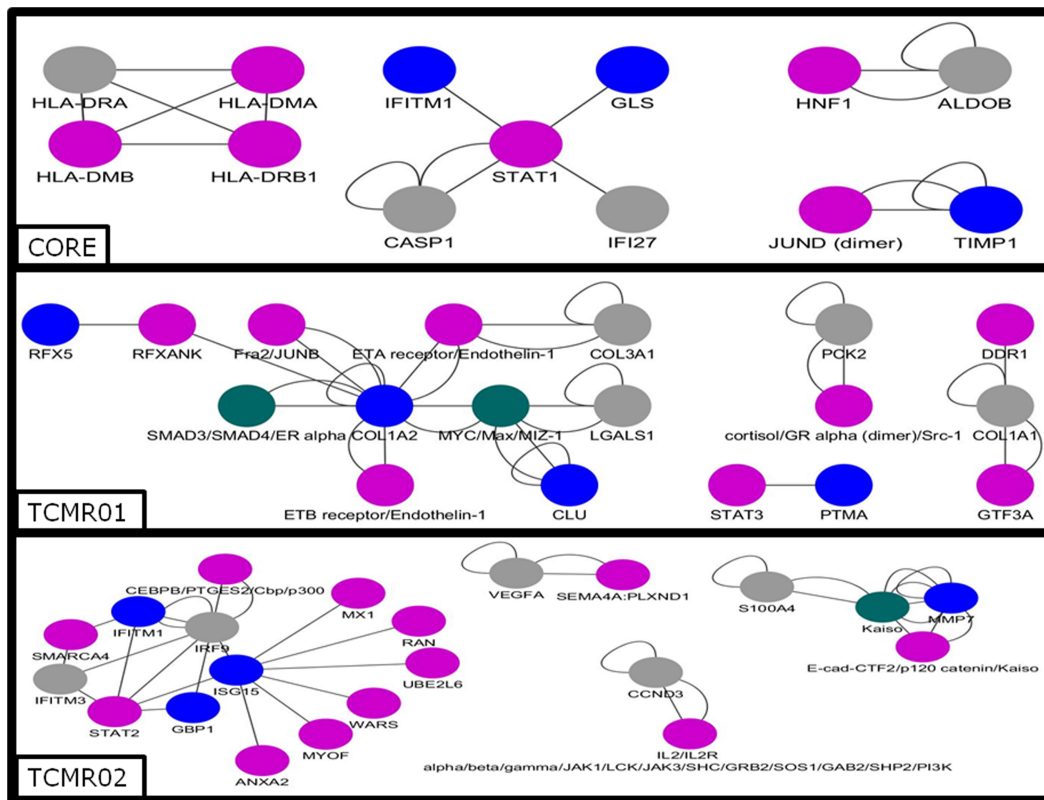 HLA-DRA
HLA-DMA
HLA-DMB
HLA-DRB1
IFITM1
GLS
STAT1
CASP1
IFI27
HNF1
ALDOB
JUND (dimer)
TIMP1
CORE
RFX5
RFXANK
Fra2/JUNB
ETA receptor/Endothelin-1
COL3A1
SMAD3/SMAD4/ER alpha
COL1A2
MYC/Max/MIZ-1
LGALS1
ETB receptor/Endothelin-1
CLU
PCK2
DDR1
cortisol/GR alpha (dimer)/Src-1
COL1A1
STAT3
PTMA
GTF3A
TCMR01
CEBPB/PTGES2/Cbp/p300
IFITM1
IRF9
SMARCA4
IFITM3
STAT2
GBP1
ISG15
MX1
RAN
UBE2L6
WARS
MYOF
ANXA2
VEGFA
SEMA4A:PLXND1
S100A4
Kaiso
MMP7
E-cad-CTF2/p120 catenin/Kaiso
CCND3
IL2/IL2R
alpha/beta/gamma/JAK1/LCK/JAK3/SHC/GRB2/SOS1/GAB2/SHP2/PI3K
TCMR02